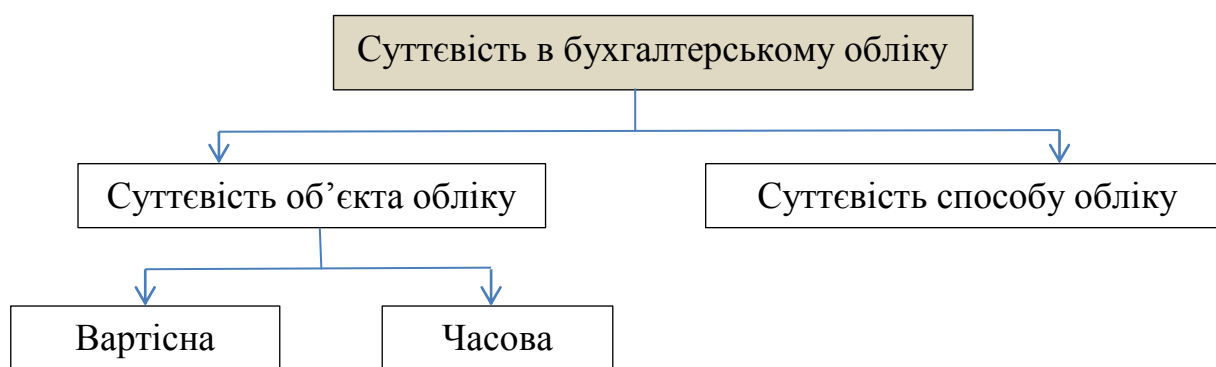 Суттєвість в бухгалтерському обліку
Суттєвість об’єкта обліку
Суттєвість способу обліку
Вартісна
Часова